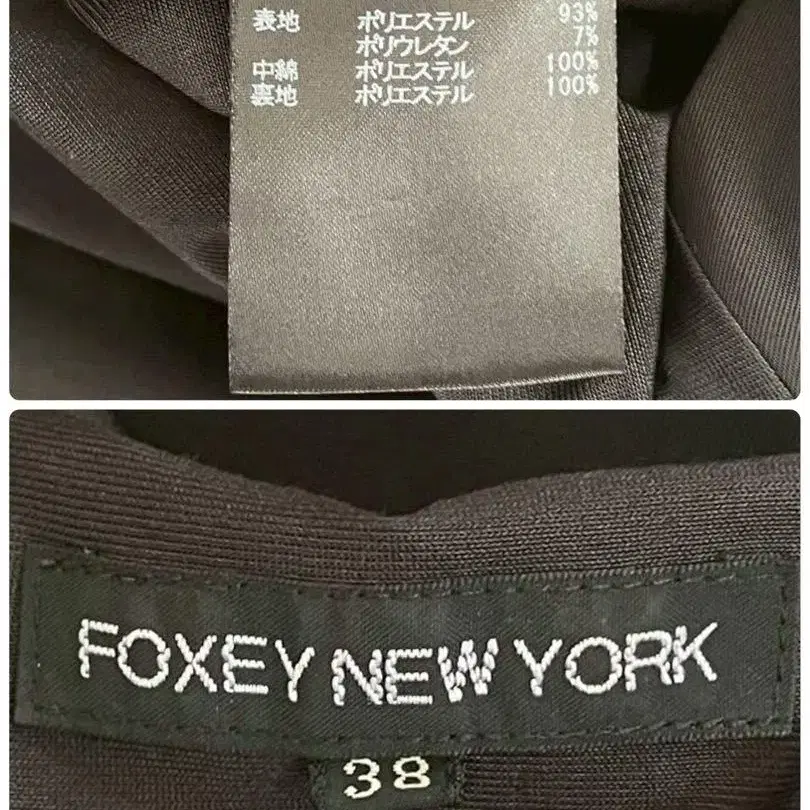 表地 ポリエステル 93%
ポリウレタン 7%
中綿 ポリエステル 100%
裏地 ポリエステル 100%
FOXEY NEW YORK
38